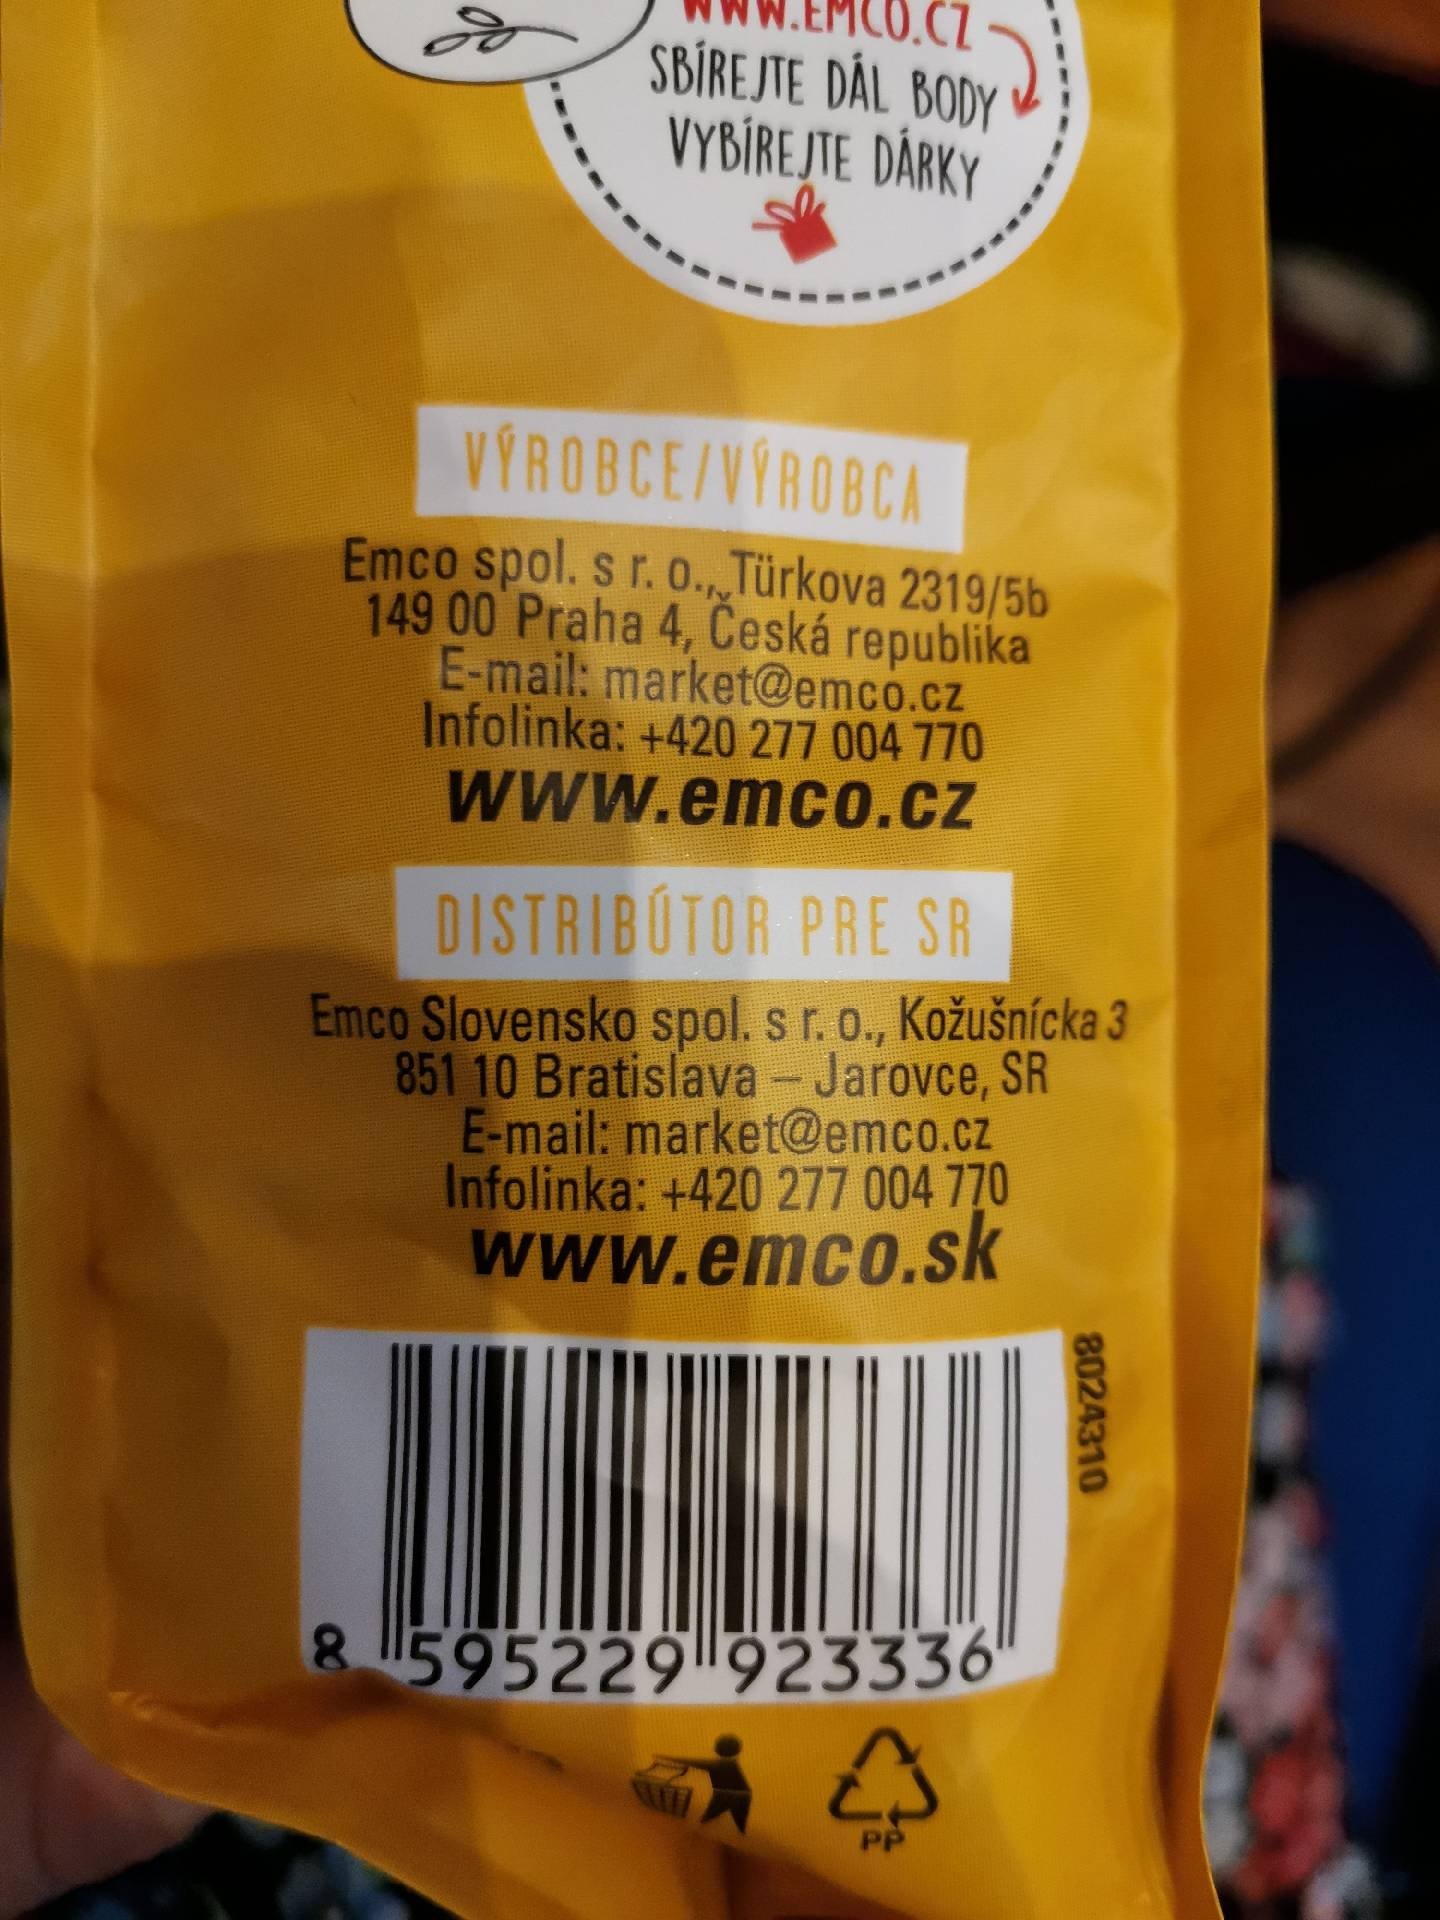 WWW.EMCO.CZ
SBÍREJTE DÁL BODY
VYBÍREJTE DÁRKY
VÝROBCE/VÝROBCA
Emco spol. s r. o., Türkova 2319/5b
149 00 Praha 4, Česká republika
E-mail: market@emco.cz
Infolinka: +420 277 004 770
www.emco.cz
DISTRIBÚTOR PRE SR
Emco Slovensko spol. s r. o., Kožušnícka 3
851 10 Bratislava – Jarovce, SR
E-mail: market@emco.cz
Infolinka: +420 277 004 770
www.emco.sk
8024310
8 595229 923336
PP